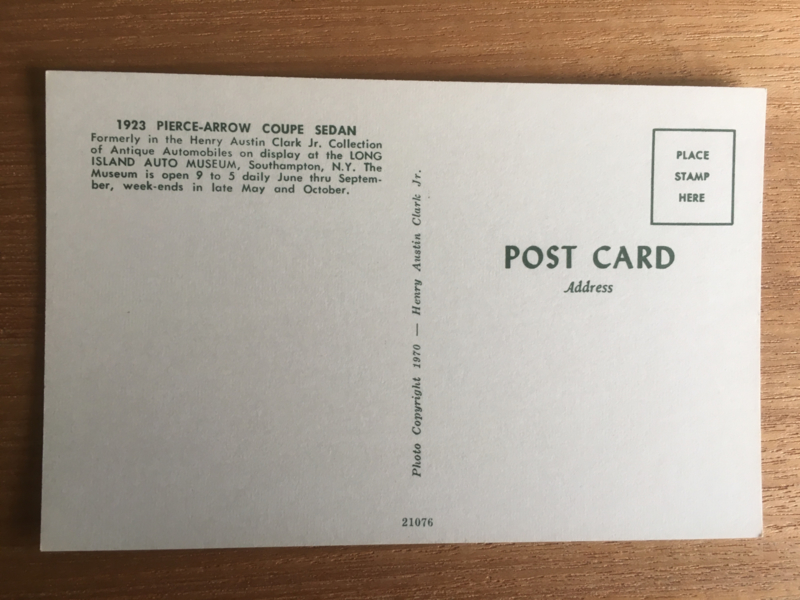 1923 PIERCE-ARROW COUPE SEDAN
Formerly in the Henry Austin Clark Jr. Collection
of Antique Automobiles on display at the LONG
ISLAND AUTO MUSEUM, Southampton, N.Y. The
Museum is open 9 to 5 daily June thru Septem-
ber, week-ends in late May and October.
Photo Copyright 1970 — Henry Austin Clark Jr.
PLACE
STAMP
HERE
POST CARD
Address
21076